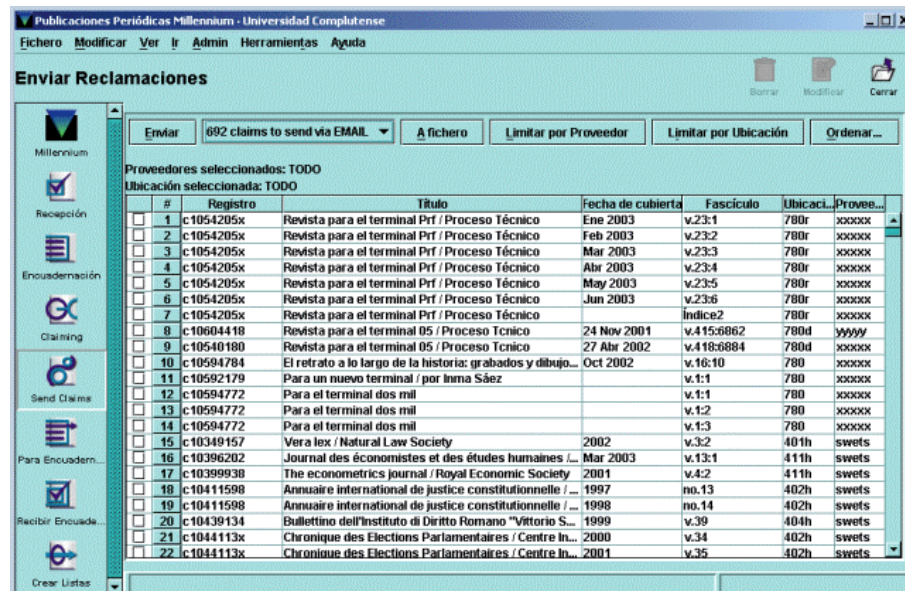 Publicaciones Periódicas Millennium - Universidad Complutense
Fichero Modificar Ver Ir Admin Herramientas Ayuda
Enviar Reclamaciones
Borrar Modificar Cerrar
Millennium
Recepción
Encuadernación
Claiming
Send Claims
Para Encuadern...
Recibir Encuade...
Crear Listas
Enviar 692 claims to send via EMAIL A fichero Limitar por Proveedor Limitar por Ubicación Ordenar...
Proveedores seleccionados: TODO
Ubicación seleccionada: TODO
# Registro Título Fecha de cubierta Fascículo Ubicaci... Provee...
1 c1054205x Revista para el terminal Prf / Proceso Técnico Ene 2003 v.23:1 780r xxxxx
2 c1054205x Revista para el terminal Prf / Proceso Técnico Feb 2003 v.23:2 780r xxxxx
3 c1054205x Revista para el terminal Prf / Proceso Técnico Mar 2003 v.23:3 780r xxxxx
4 c1054205x Revista para el terminal Prf / Proceso Técnico Abr 2003 v.23:4 780r xxxxx
5 c1054205x Revista para el terminal Prf / Proceso Técnico May 2003 v.23:5 780r xxxxx
6 c1054205x Revista para el terminal Prf / Proceso Técnico Jun 2003 v.23:6 780r xxxxx
7 c1054205x Revista para el terminal Prf / Proceso Técnico Índice2 780r xxxxx
8 c10604418 Revista para el terminal 05 / Proceso Tcnico 24 Nov 2001 v.415:6862 780d yyyyy
9 c10540180 Revista para el terminal 05 / Proceso Tcnico 27 Abr 2002 v.418:6884 780d xxxxx
10 c10594784 El retrato a lo largo de la historia: grabados y dibujo... Oct 2002 v.16:10 780 xxxxx
11 c10592179 Para un nuevo terminal / por Inma Sáez v.1:1 780 xxxxx
12 c10594772 Para el terminal dos mil v.1:1 780 xxxxx
13 c10594772 Para el terminal dos mil v.1:2 780 xxxxx
14 c10594772 Para el terminal dos mil v.1:3 780 xxxxx
15 c10349157 Vera lex / Natural Law Society 2002 v.3:2 401h swets
16 c10396202 Journal des économistes et des études humaines /... Mar 2003 v.13:1 411h swets
17 c10399938 The econometrics journal / Royal Economic Society 2001 v.4:2 411h swets
18 c10411598 Annuaire international de justice constitutionnelle / ... 1997 no.13 402h swets
19 c10411598 Annuaire international de justice constitutionnelle / ... 1998 no.14 402h swets
20 c10439134 Bullettino dell'Instituto di Diritto Romano "Vittorio S... 1999 v.39 404h swets
21 c1044113x Chronique des Elections Parlamentaires / Centre In... 2000 v.34 402h swets
22 c1044113x Chronique des Elections Parlamentaires / Centre In... 2001 v.35 402h swets